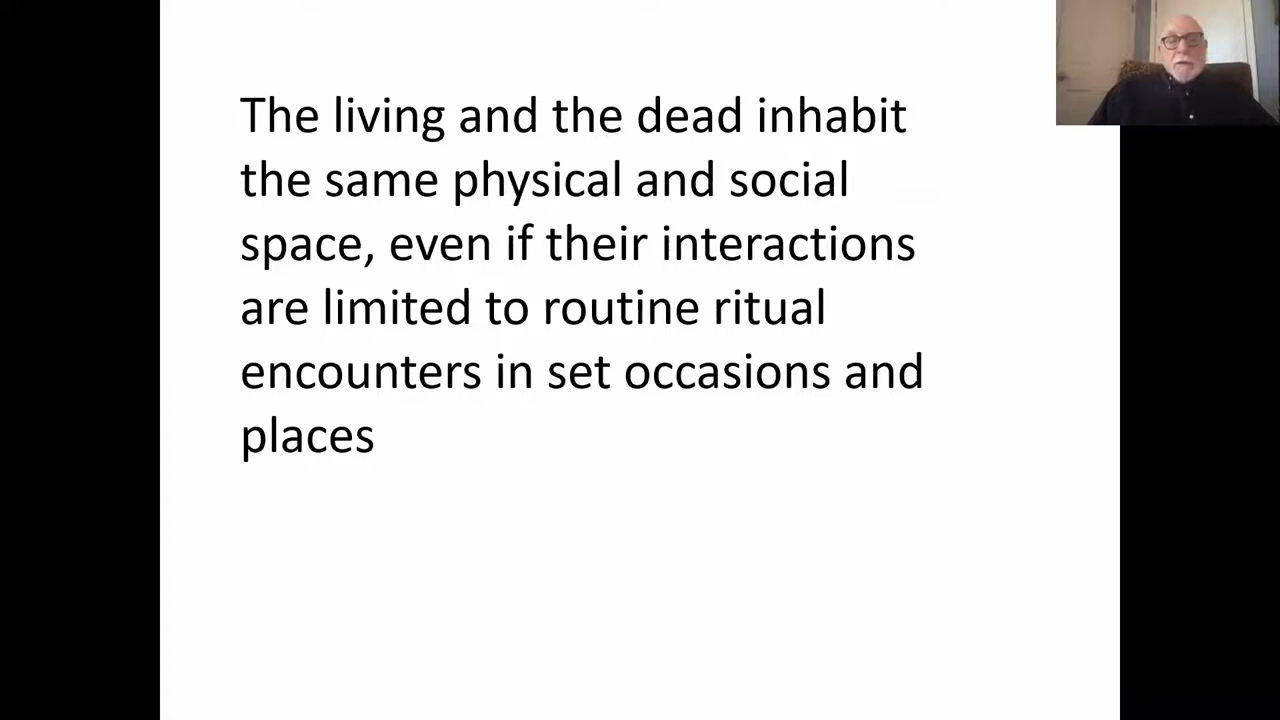 The living and the dead inhabit
the same physical and social
space, even if their interactions
are limited to routine ritual
encounters in set occasions and
places